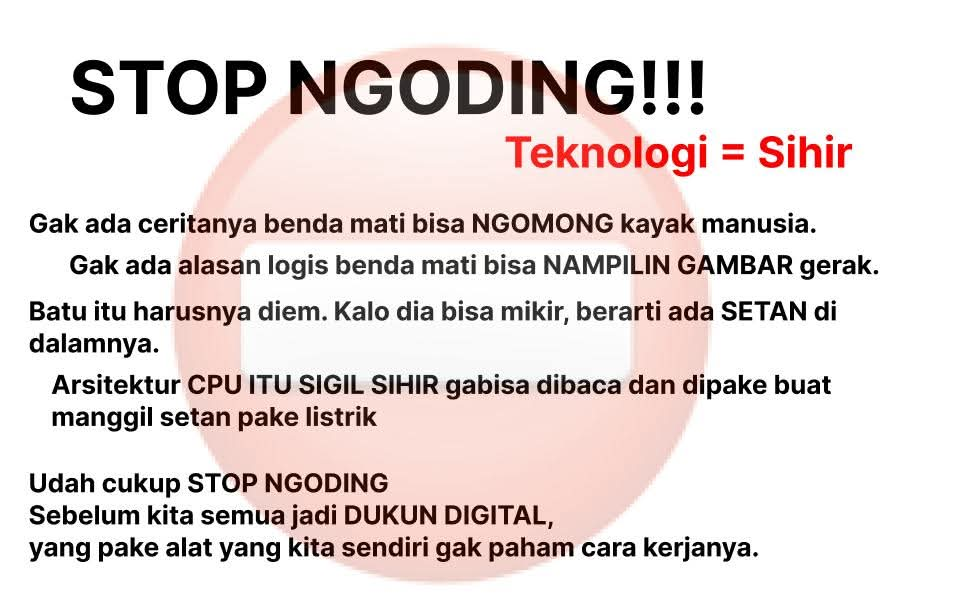 STOP NGODING!!!
Teknologi = Sihir
Gak ada ceritanya benda mati bisa NGOMONG kayak manusia.
Gak ada alasan logis benda mati bisa NAMPILIN GAMBAR gerak.
Batu itu harusnya diem. Kalo dia bisa mikir, berarti ada SETAN di
dalamnya.
Arsitektur CPU ITU SIGIL SIHIR gabisa dibaca dan dipake buat
manggil setan pake listrik
Udah cukup STOP NGODING
Sebelum kita semua jadi DUKUN DIGITAL,
yang pake alat yang kita sendiri gak paham cara kerjanya.